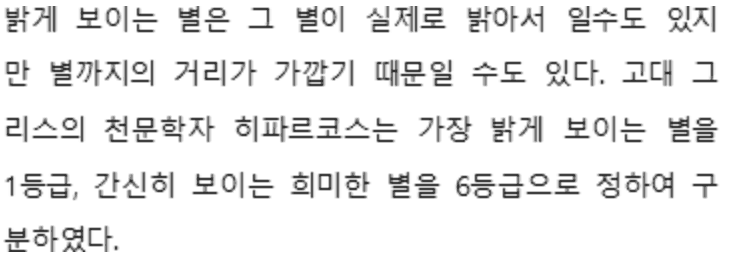 밝게 보이는 별은 그 별이 실제로 밝아서 일수도 있지
만 별까지의 거리가 가깝기 때문일 수도 있다. 고대 그
리스의 천문학자 히파르코스는 가장 밝게 보이는 별을
1등급, 간신히 보이는 희미한 별을 6등급으로 정하여 구
분하였다.